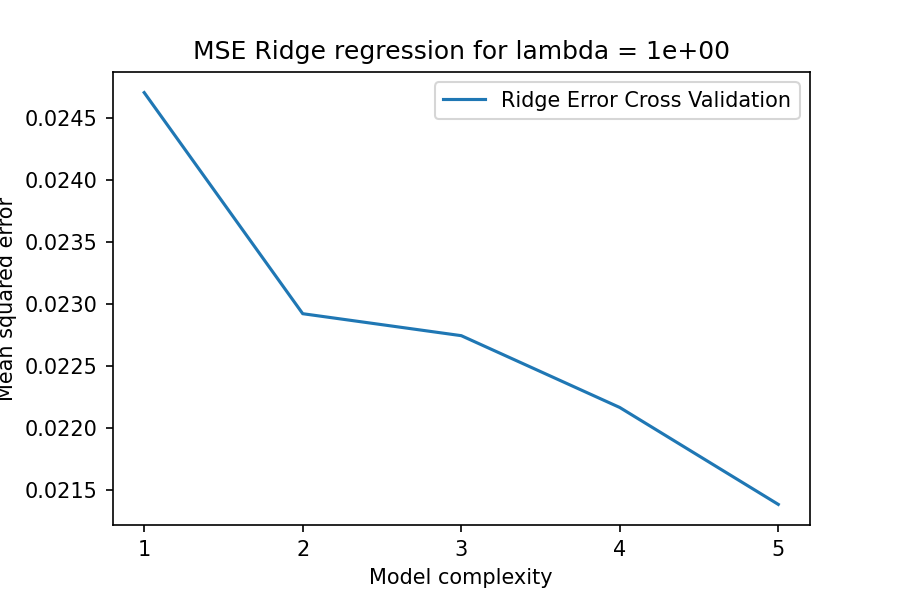 MSE Ridge regression for lambda = 1e+00
Ridge Error Cross Validation
Mean squared error
0.0245
0.0240
0.0235
0.0230
0.0225
0.0220
0.0215
1 2 3 4 5
Model complexity